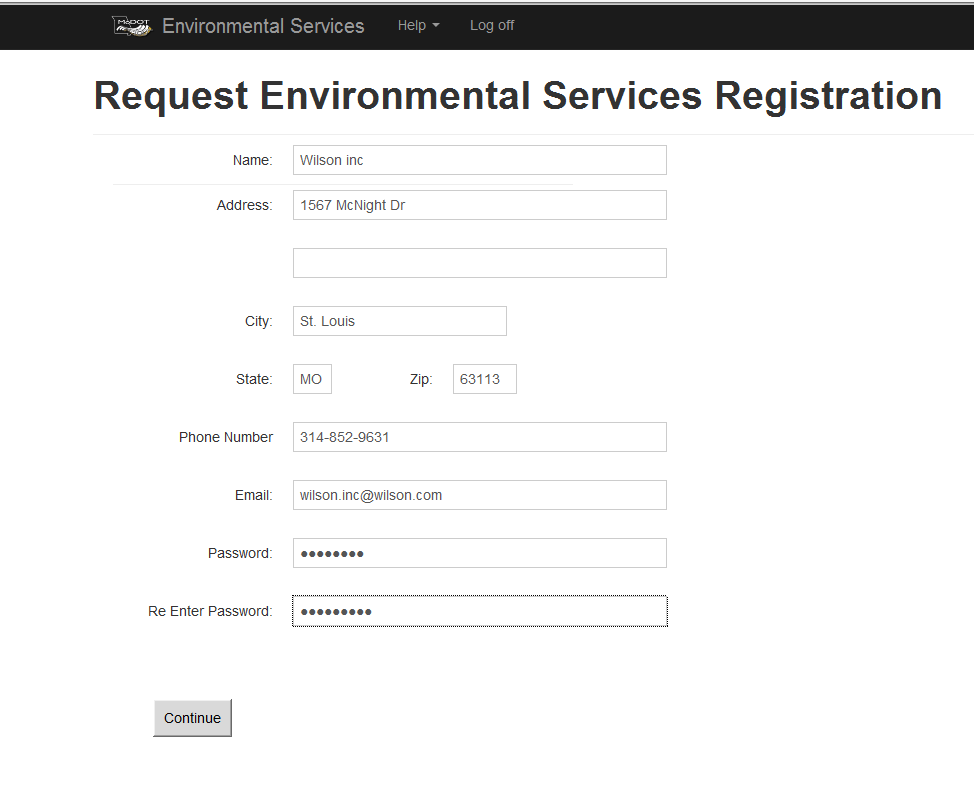 MoDOT Environmental Services Help Log off
Request Environmental Services Registration
Name: Wilson inc
Address: 1567 McNight Dr
City: St. Louis
State: MO Zip: 63113
Phone Number 314-852-9631
Email: wilson.inc@wilson.com
Password: ●●●●●●●●
Re Enter Password: ●●●●●●●●●
Continue